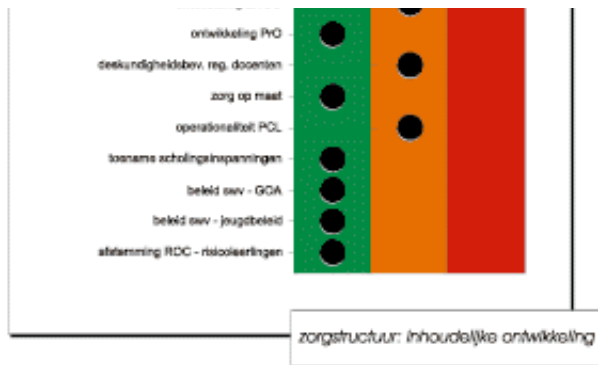 ontwikkeling PrO
deskundigheidsbev. reg. docenten
zorg op maat
operationaliteit PCL
toename scholingsinspanningen
beleid swv - GOA
beleid swv - jeugdbeleid
afstemming RDC - risicoleerlingen
zorgstructuur: inhoudelijke ontwikkeling